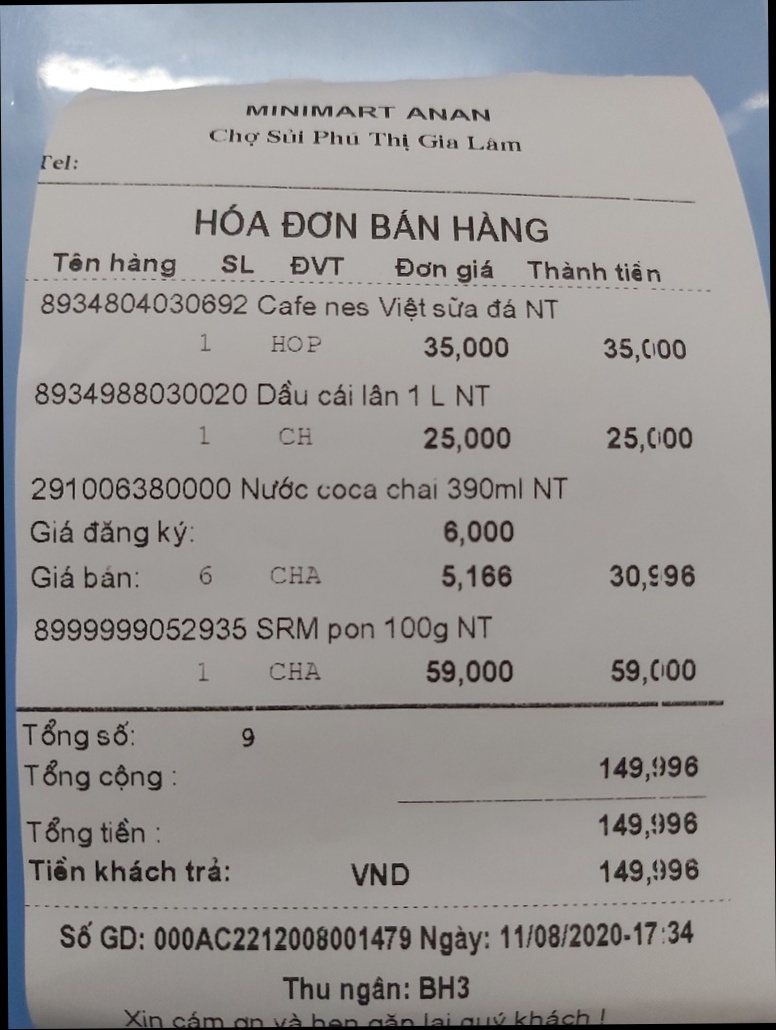 MINIMART ANAN
Chợ Sủi Phú Thị Gia Lâm
Tel:
HÓA ĐƠN BÁN HÀNG
Tên hàng SL ĐVT Đơn giá Thành tiền
8934804030692 Cafe nes Việt sữa đá NT
1 HOP 35,000 35,000
8934988030020 Dầu cái lân 1 L NT
1 CH 25,000 25,000
291006380000 Nước coca chai 390ml NT
Giá đăng ký: 6,000
Giá bán: 6 CHA 5,166 30,996
8999999052935 SRM pon 100g NT
1 CHA 59,000 59,000
Tổng số: 9
Tổng cộng : 149,996
Tổng tiền : 149,996
Tiền khách trả: VND 149,996
Số GD: 000AC2212008001479 Ngày: 11/08/2020-17:34
Thu ngân: BH3
Xin cám ơn và hẹn gặp lại quý khách !